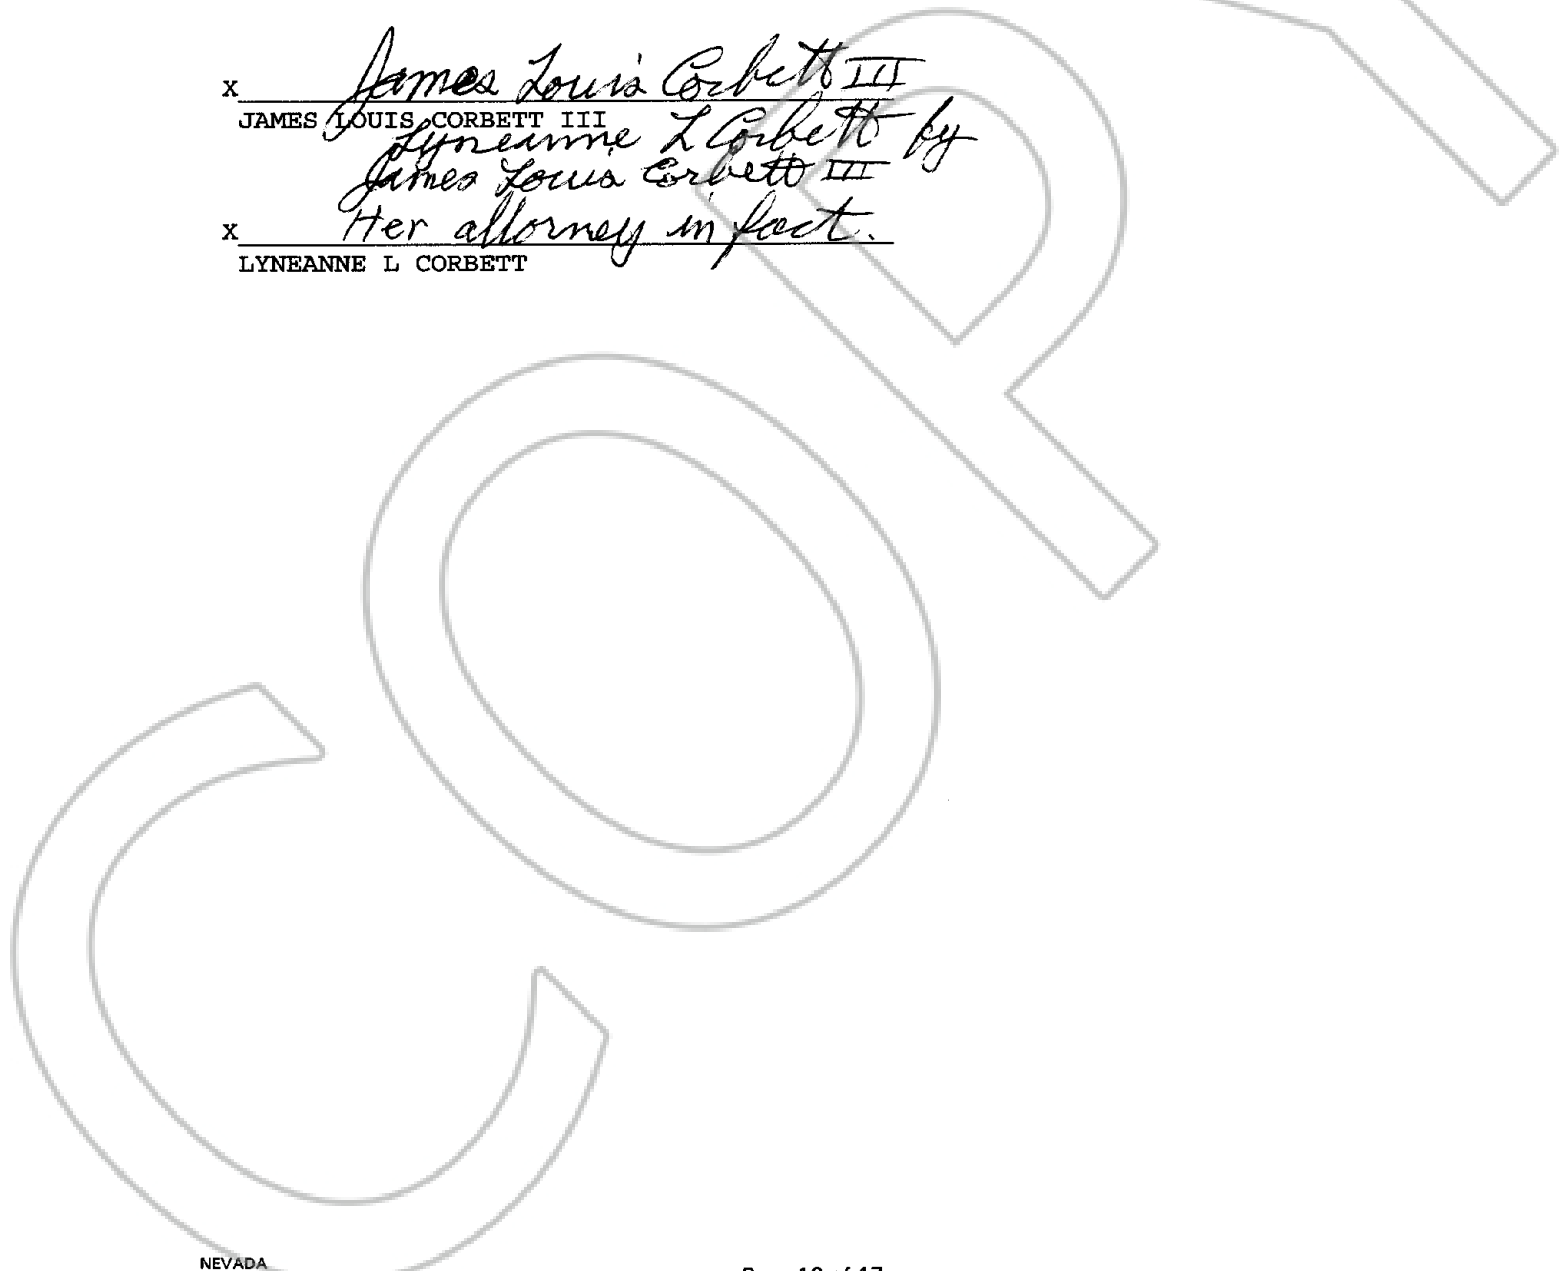 x James Louis Corbett III
JAMES LOUIS CORBETT III
Lyneanne L Corbett by
James Louis Corbett III
x Her attorney in fact.
LYNEANNE L CORBETT
COPY
NEVADA